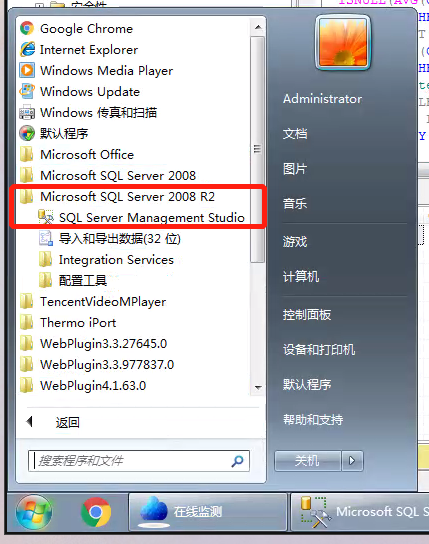 安全性
ISNULL(AVG(
Google Chrome
Internet Explorer
Windows Media Player
Windows Update
Windows 传真和扫描
默认程序
Microsoft Office
Microsoft SQL Server 2008
Microsoft SQL Server 2008 R2
SQL Server Management Studio
导入和导出数据(32 位)
Integration Services
配置工具
TencentVideoMPlayer
Thermo iPort
WebPlugin3.3.27645.0
WebPlugin3.3.977837.0
WebPlugin4.1.63.0
返回
搜索程序和文件
Administrator
文档
图片
音乐
游戏
计算机
控制面板
设备和打印机
默认程序
帮助和支持
关机
在线监测
Microsoft SQL S